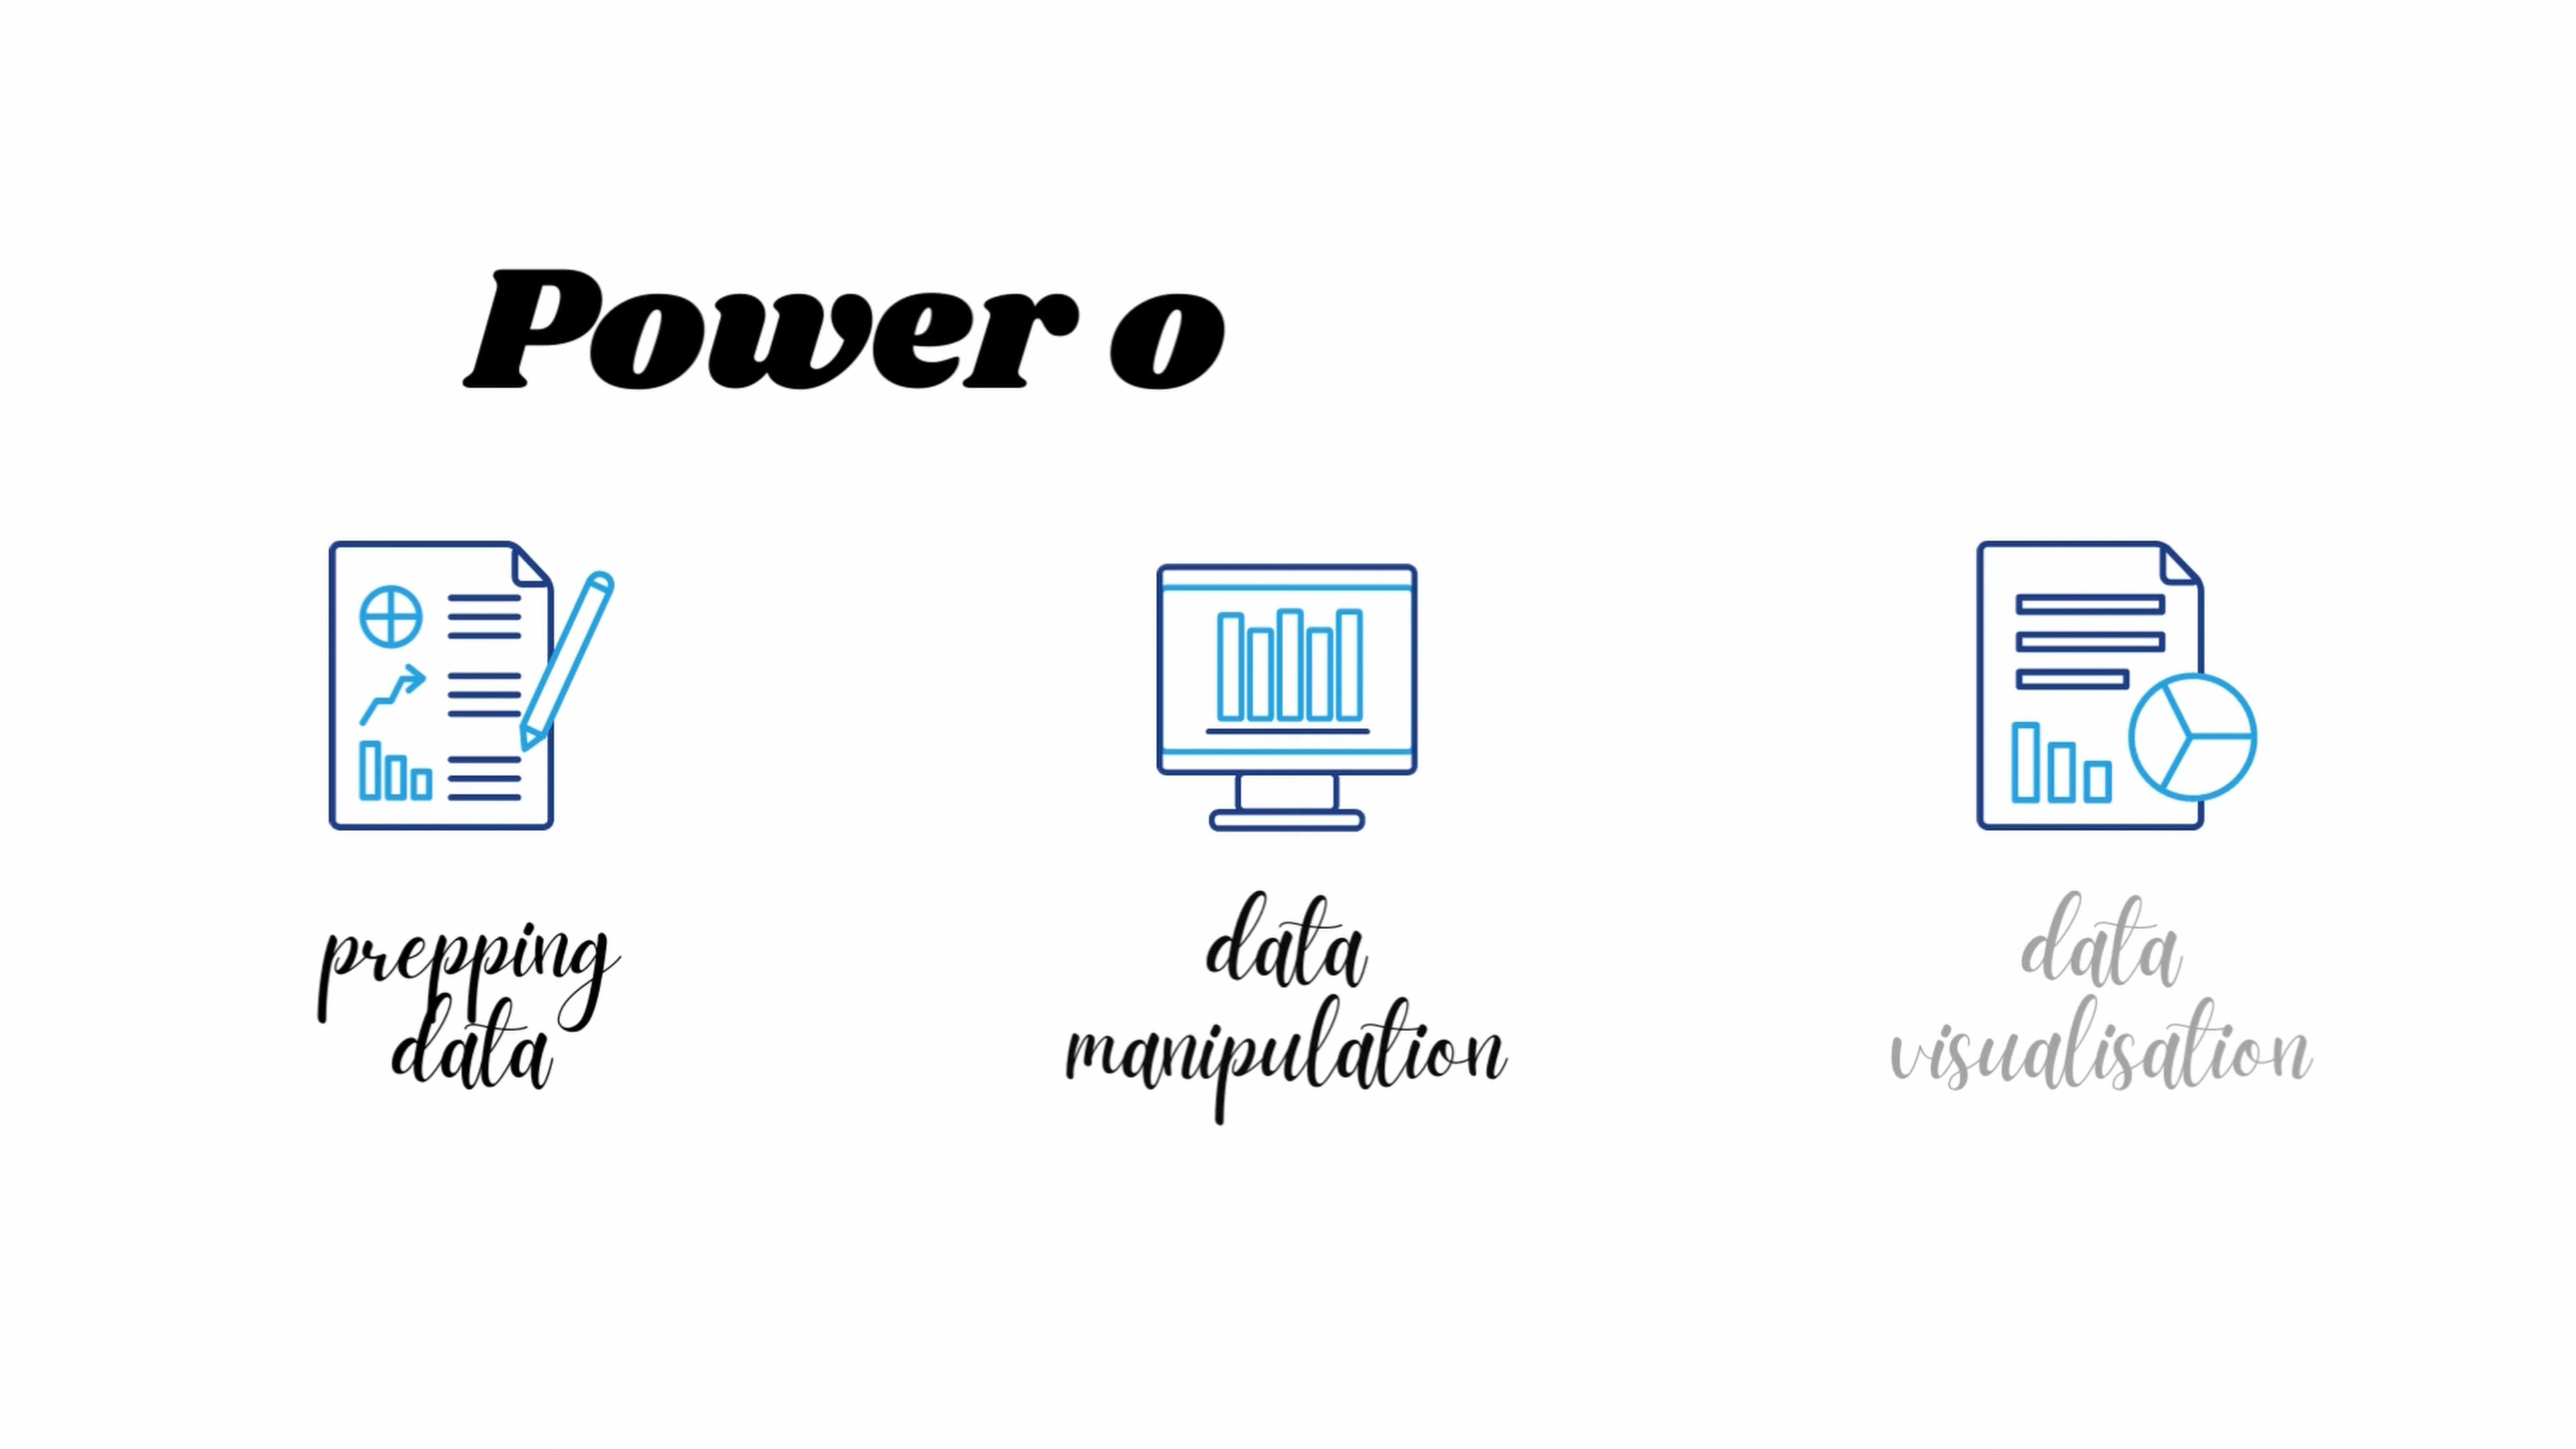 Power o
prepping
data
data
manipulation
data
visualisation